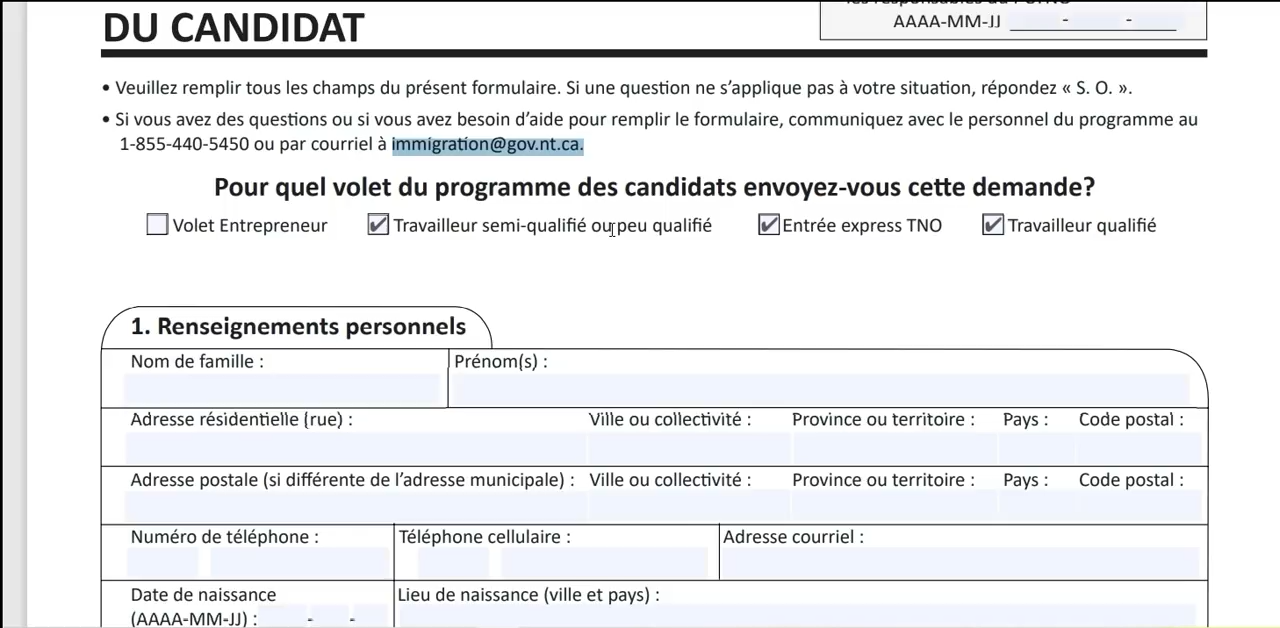 DU CANDIDAT
AAAA-MM-JJ - -
• Veuillez remplir tous les champs du présent formulaire. Si une question ne s’applique pas à votre situation, répondez « S. O. ».
• Si vous avez des questions ou si vous avez besoin d’aide pour remplir le formulaire, communiquez avec le personnel du programme au
1-855-440-5450 ou par courriel à immigration@gov.nt.ca.
Pour quel volet du programme des candidats envoyez-vous cette demande?
Volet Entrepreneur Travailleur semi-qualifié ou peu qualifié Entrée express TNO Travailleur qualifié
1. Renseignements personnels
Nom de famille : Prénom(s) :
Adresse résidentielle (rue) : Ville ou collectivité : Province ou territoire : Pays : Code postal :
Adresse postale (si différente de l’adresse municipale) : Ville ou collectivité : Province ou territoire : Pays : Code postal :
Numéro de téléphone : Téléphone cellulaire : Adresse courriel :
Date de naissance Lieu de naissance (ville et pays) :
(AAAA-MM-JJ) : - -